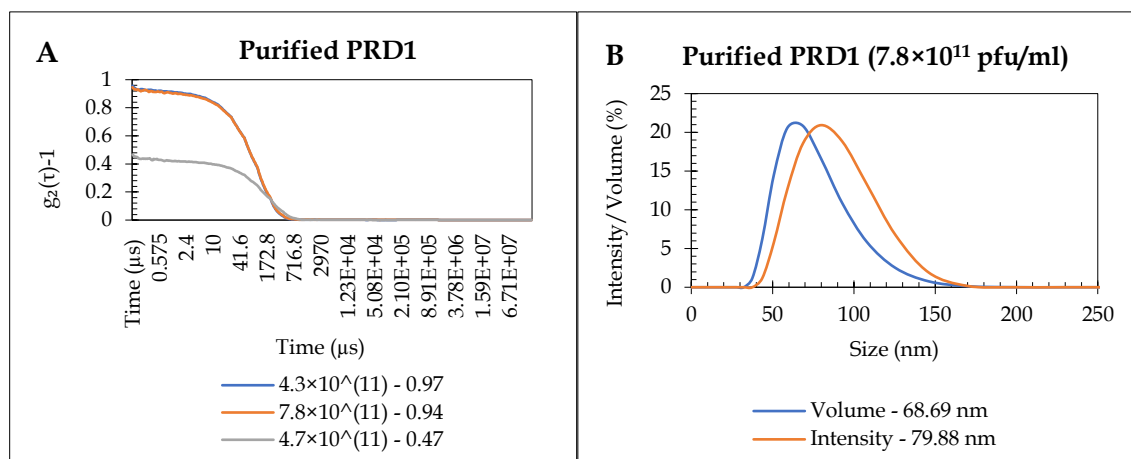 A
Purified PRD1
g₂(τ)-1
1
0.8
0.6
0.4
0.2
0
Time (µs)
0.575
2.4
10
41.6
172.8
716.8
2970
1.23E+04
5.08E+04
2.10E+05
8.91E+05
3.78E+06
1.59E+07
6.71E+07
Time (µs)
4.3×10^(11) - 0.97
7.8×10^(11) - 0.94
4.7×10^(11) - 0.47
B
Purified PRD1 (7.8×10¹¹ pfu/ml)
Intensity/Volume (%)
25
20
15
10
5
0
0
50
100
150
200
250
Size (nm)
Volume - 68.69 nm
Intensity - 79.88 nm